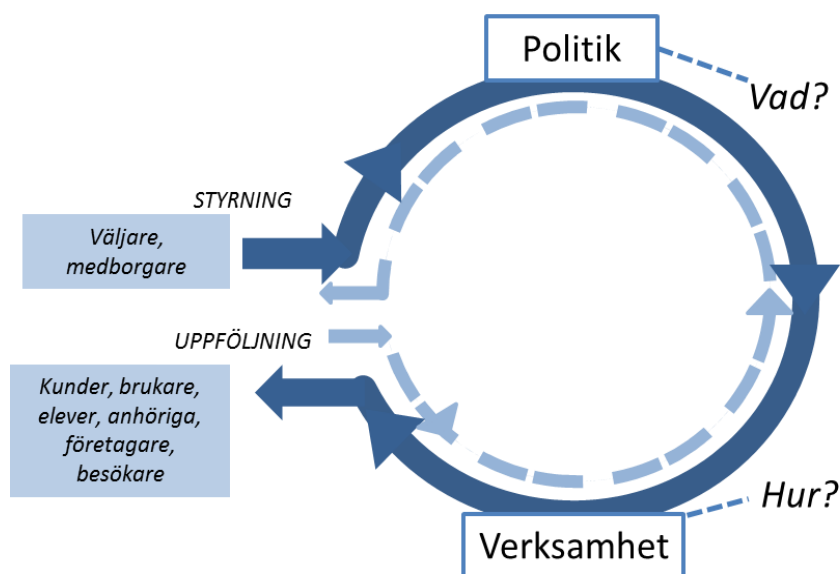 Politik
Vad?
STYRNING
Väljare,
medborgare
UPPFÖLJNING
Kunder, brukare,
elever, anhöriga,
företagare,
besökare
Hur?
Verksamhet